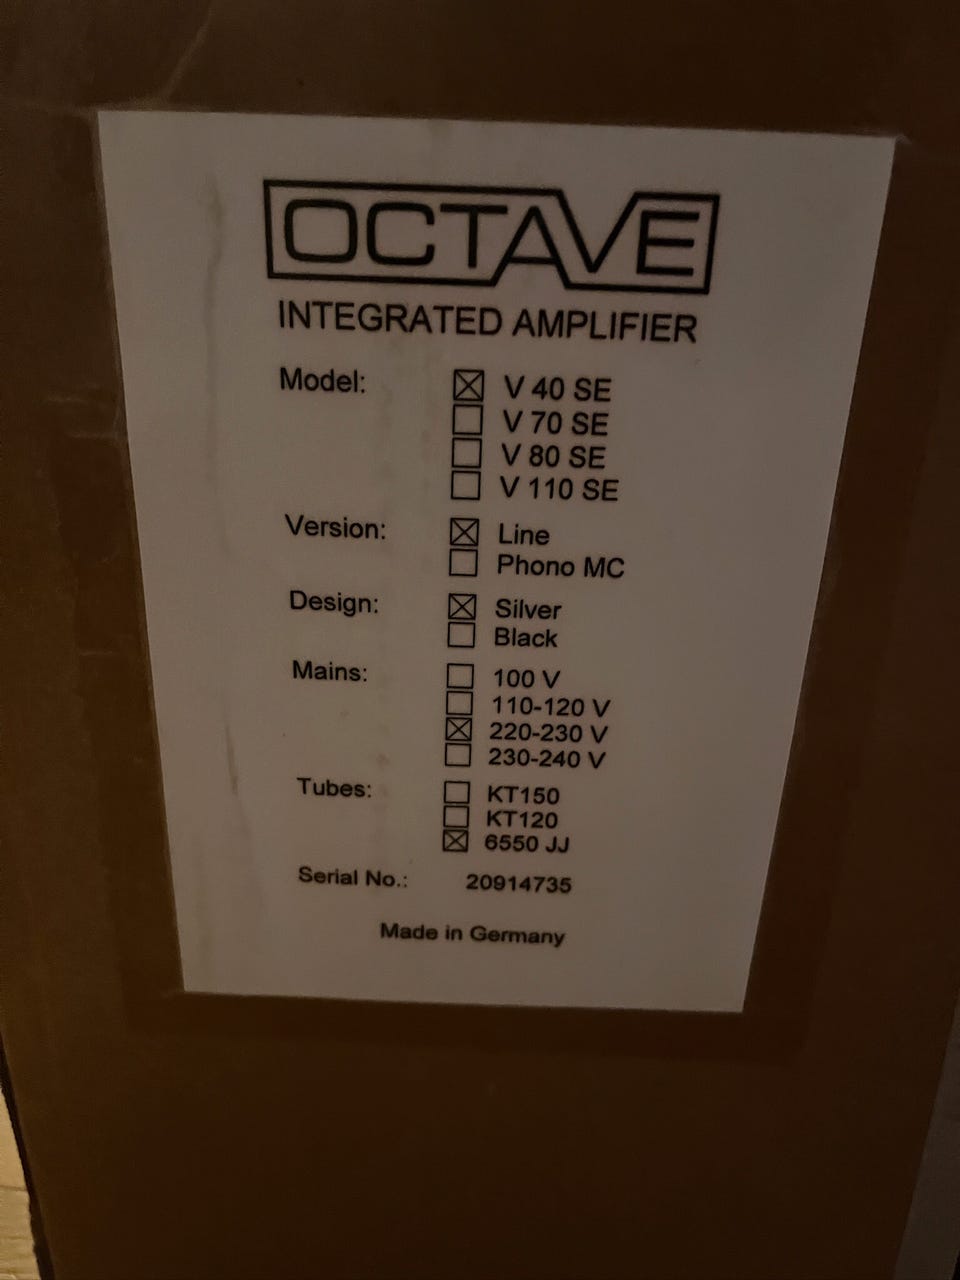 OCTAVE
INTEGRATED AMPLIFIER
Model: ☒ V 40 SE
☐ V 70 SE
☐ V 80 SE
☐ V 110 SE
Version: ☒ Line
☐ Phono MC
Design: ☒ Silver
☐ Black
Mains: ☐ 100 V
☐ 110-120 V
☒ 220-230 V
☐ 230-240 V
Tubes: ☐ KT150
☐ KT120
☒ 6550 JJ
Serial No.: 20914735
Made in Germany